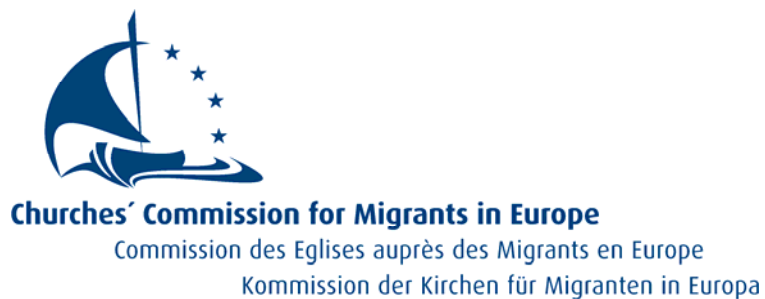 Churches´ Commission for Migrants in Europe
Commission des Eglises auprès des Migrants en Europe
Kommission der Kirchen für Migranten in Europa